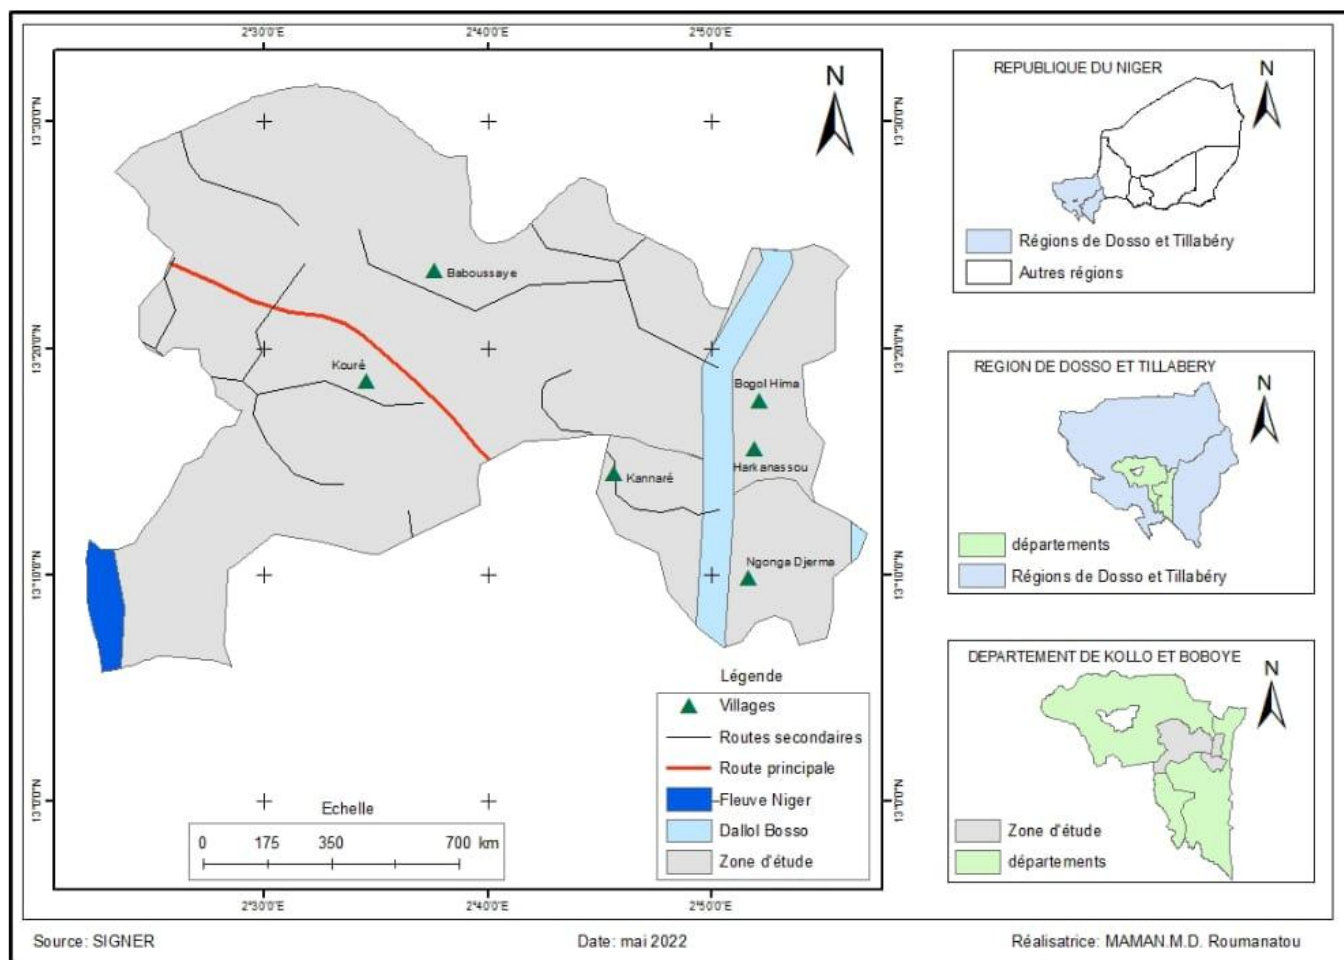 2°30'0"E
2°40'0"E
2°50'0"E
N
13°30'0"N
13°30'0"N
Baboussaye
13°20'0"N
13°20'0"N
Kouré
Bogol Hima
Harkanassou
Kannaré
13°10'0"N
13°10'0"N
Ngonga Djerma
Légende
Villages
Routes secondaires
Route principale
Fleuve Niger
Dallol Bosso
Zone d'étude
13°0'0"N
13°0'0"N
Echelle
0 175 350 700 km
2°30'0"E
2°40'0"E
2°50'0"E
REPUBLIQUE DU NIGER
N
Régions de Dosso et Tillabéry
Autres régions
REGION DE DOSSO ET TILLABERY
N
départements
Régions de Dosso et Tillabéry
DEPARTEMENT DE KOLLO ET BOBOYE
N
Zone d'étude
départements
Source: SIGNER
Date: mai 2022
Réalisatrice: MAMAN.M.D. Roumanatou